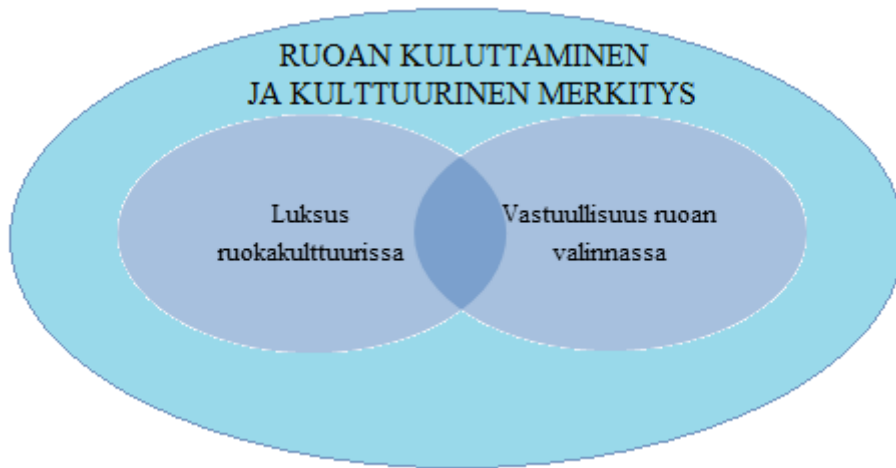 RUOAN KULUTTAMINEN
JA KULTTUURINEN MERKITYS
Luksus
ruokakulttuurissa
Vastuullisuus ruoan
valinnassa